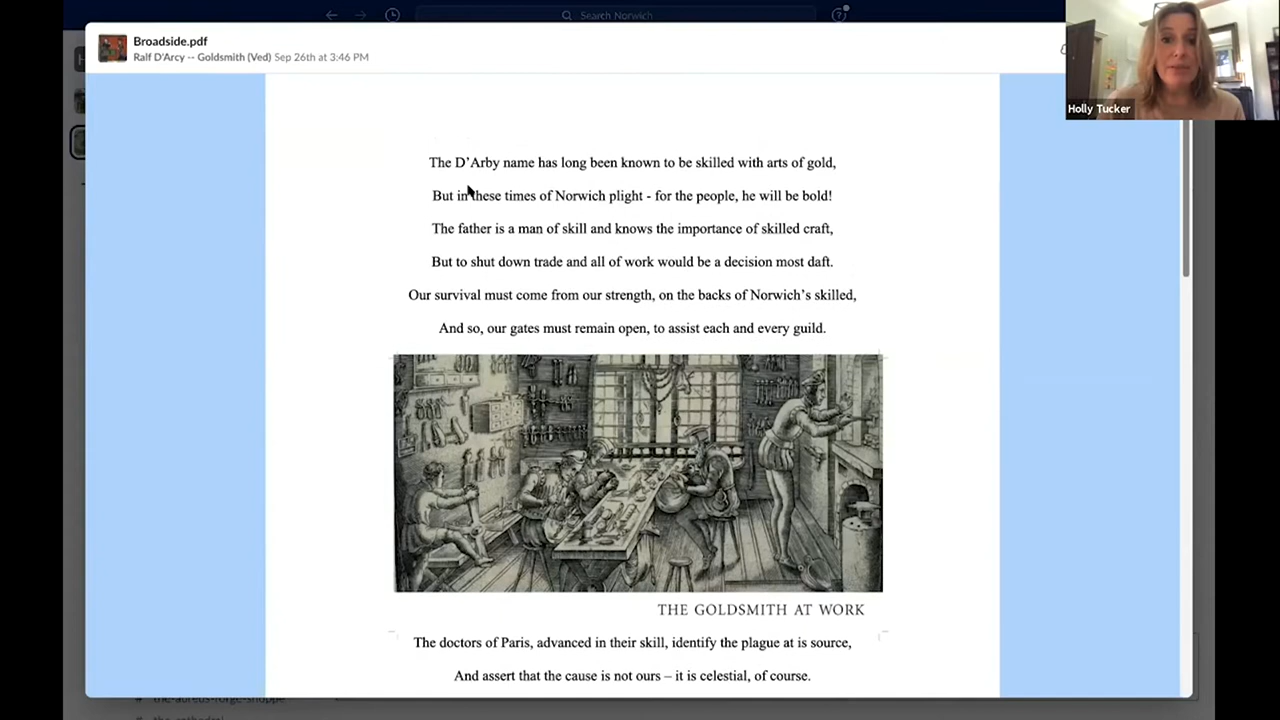 Search Norwich
Broadside.pdf
Ralf D'Arcy -- Goldsmith (Ved) Sep 26th at 3:46 PM
Holly Tucker
The D’Arby name has long been known to be skilled with arts of gold,
But in these times of Norwich plight - for the people, he will be bold!
The father is a man of skill and knows the importance of skilled craft,
But to shut down trade and all of work would be a decision most daft.
Our survival must come from our strength, on the backs of Norwich’s skilled,
And so, our gates must remain open, to assist each and every guild.
THE GOLDSMITH AT WORK
The doctors of Paris, advanced in their skill, identify the plague at is source,
And assert that the cause is not ours – it is celestial, of course.